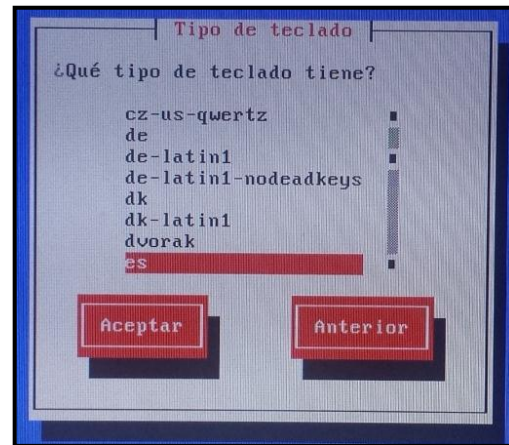 Tipo de teclado
¿Qué tipo de teclado tiene?
cz-us-qwertz
de
de-latin1
de-latin1-nodeadkeys
dk
dk-latin1
dvorak
es
Aceptar
Anterior